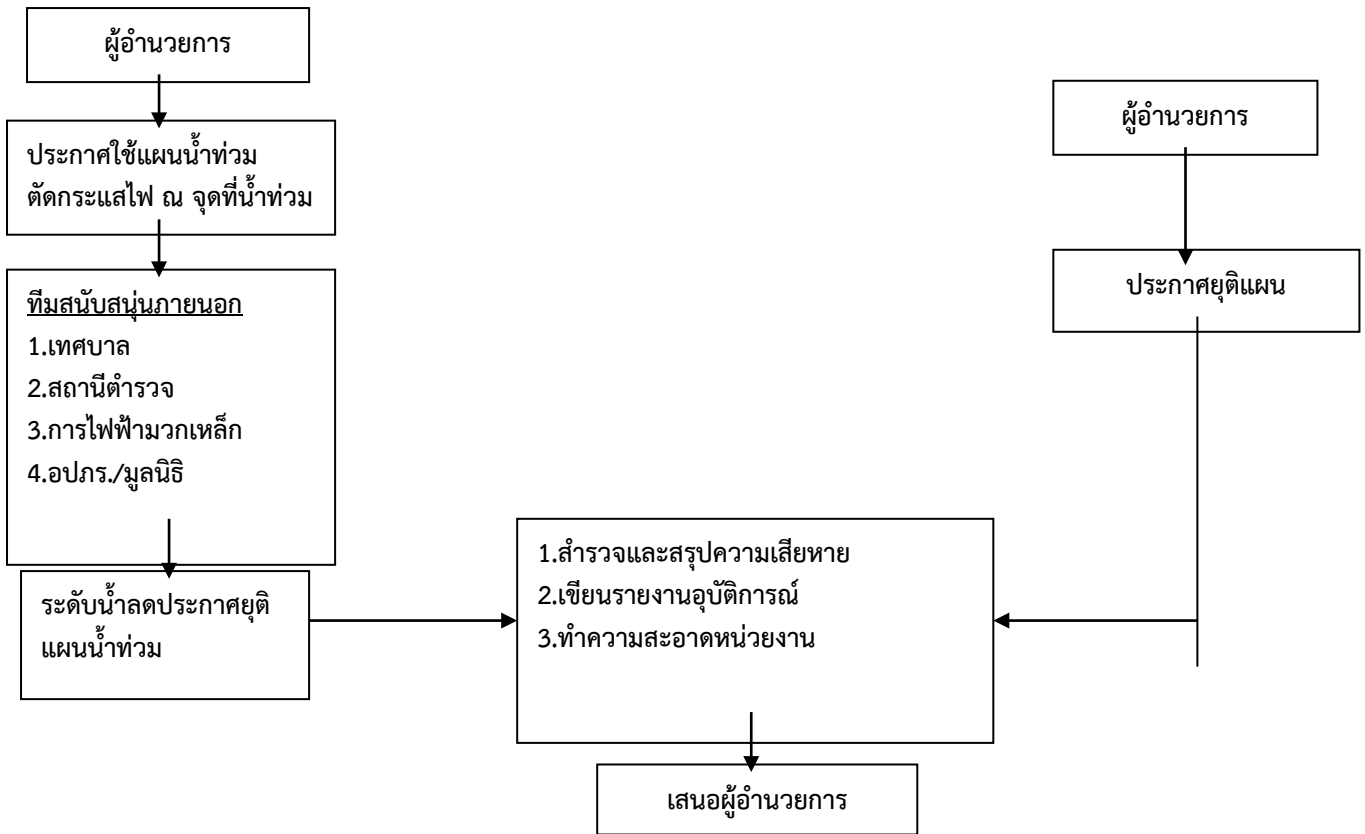 ผู้อำนวยการ
ประกาศใช้แผนน้ำท่วม
ตัดกระแสไฟ ณ จุดที่น้ำท่วม
ทีมสนับสนุ่นภายนอก
1.เทศบาล
2.สถานีตำรวจ
3.การไฟฟ้ามวกเหล็ก
4.อปภร./มูลนิธิ
ระดับน้ำลดประกาศยุติ
แผนน้ำท่วม
ผู้อำนวยการ
ประกาศยุติแผน
1.สำรวจและสรุปความเสียหาย
2.เขียนรายงานอุบัติการณ์
3.ทำความสะอาดหน่วยงาน
เสนอผู้อำนวยการ